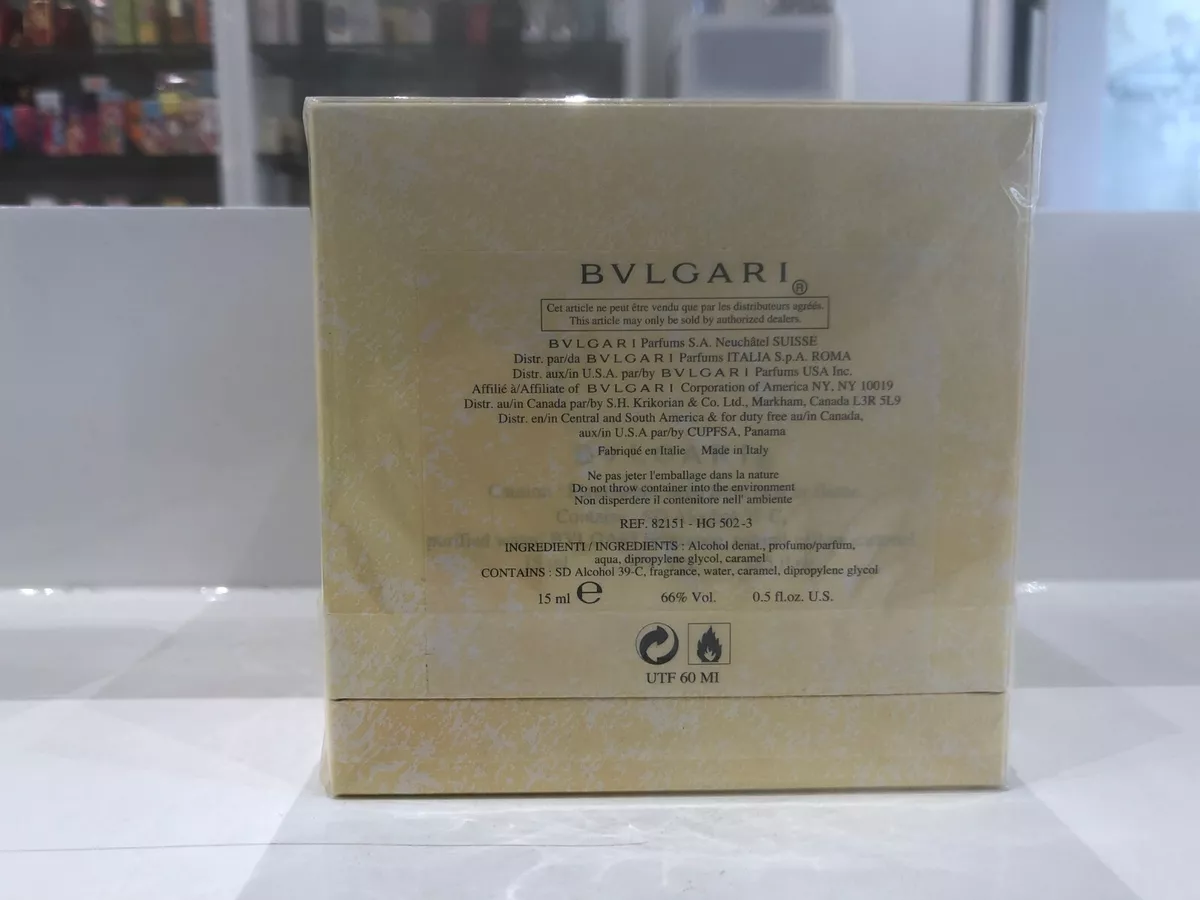 BVLGARI®
Cet article ne peut être vendu que par les distributeurs agréés.
This article may only be sold by authorized dealers.
BVLGARI Parfums S.A. Neuchâtel SUISSE
Distr. par/da BVLGARI Parfums ITALIA S.p.A. ROMA
Distr. aux/in U.S.A. par/by BVLGARI Parfums USA Inc.
Affilié à/Affiliate of BVLGARI Corporation of America NY, NY 10019
Distr. au/in Canada par/by S.H. Krikorian & Co. Ltd., Markham, Canada L3R 5L9
Distr. en/in Central and South America & for duty free au/in Canada,
aux/in U.S.A par/by CUPFSA, Panama
Fabriqué en Italie Made in Italy
Ne pas jeter l'emballage dans la nature
Do not throw container into the environment
Non disperdere il contenitore nell' ambiente
REF. 82151 - HG 502-3
INGREDIENTI / INGREDIENTS : Alcohol denat., profumo/parfum,
aqua, dipropylene glycol, caramel
CONTAINS : SD Alcohol 39-C, fragrance, water, caramel, dipropylene glycol
15 ml e 66% Vol. 0.5 fl.oz. U.S.
UTF 60 MI